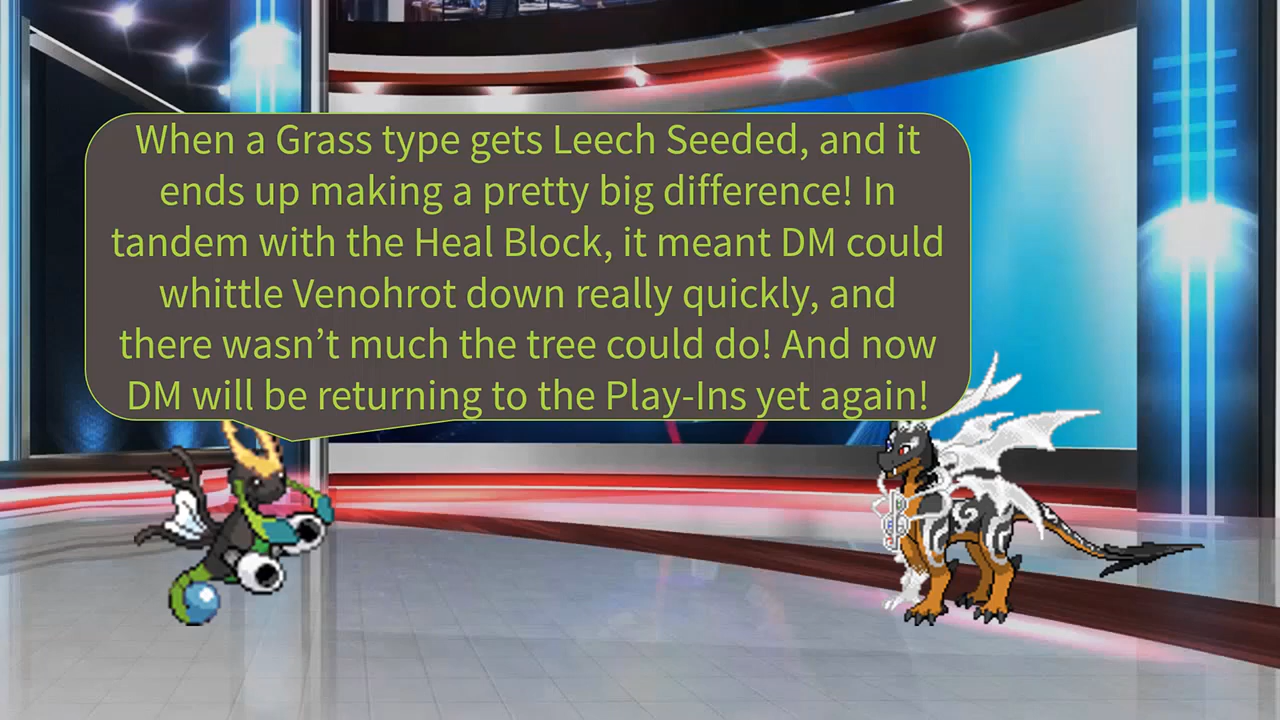 When a Grass type gets Leech Seeded, and it
ends up making a pretty big difference! In
tandem with the Heal Block, it meant DM could
whittle Venohrot down really quickly, and
there wasn’t much the tree could do! And now
DM will be returning to the Play-Ins yet again!